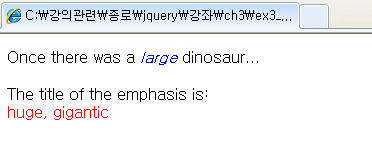 C:₩강의관련₩종로₩jquery₩강좌₩ch3₩ex3_...
Once there was a large dinosaur...
The title of the emphasis is:
huge, gigantic